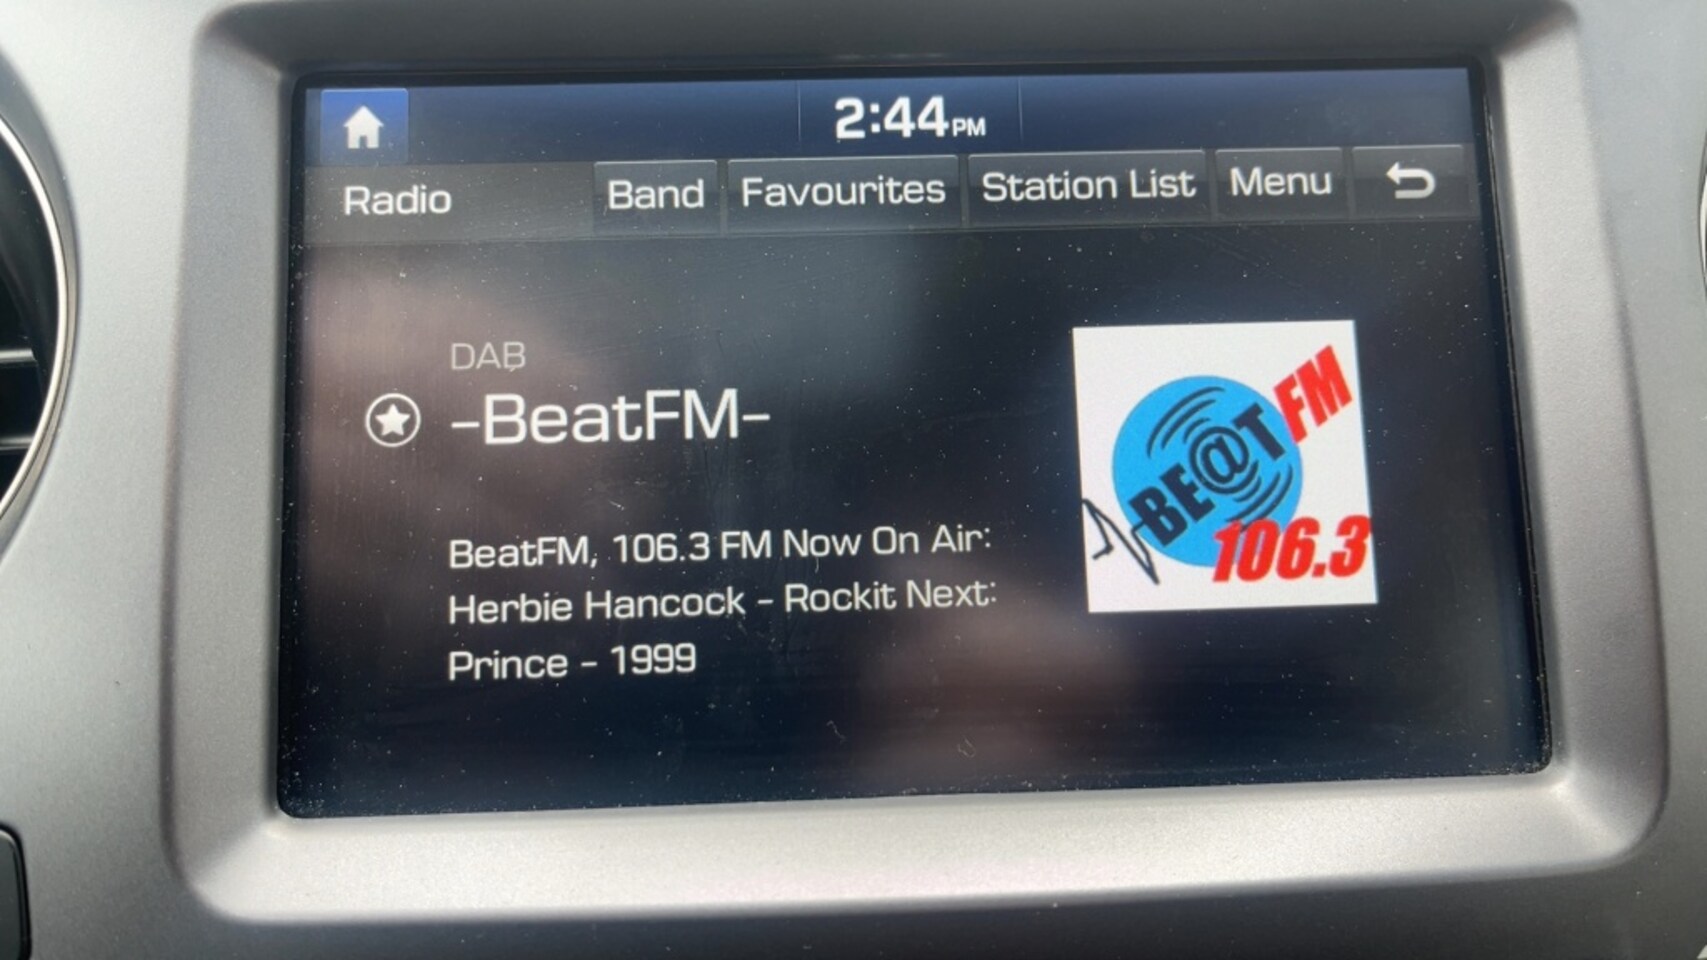 2:44PM
Radio Band Favourites Station List Menu
DAB
-BeatFM-
BE@T FM
106.3
BeatFM, 106.3 FM Now On Air:
Herbie Hancock - Rockit Next:
Prince - 1999